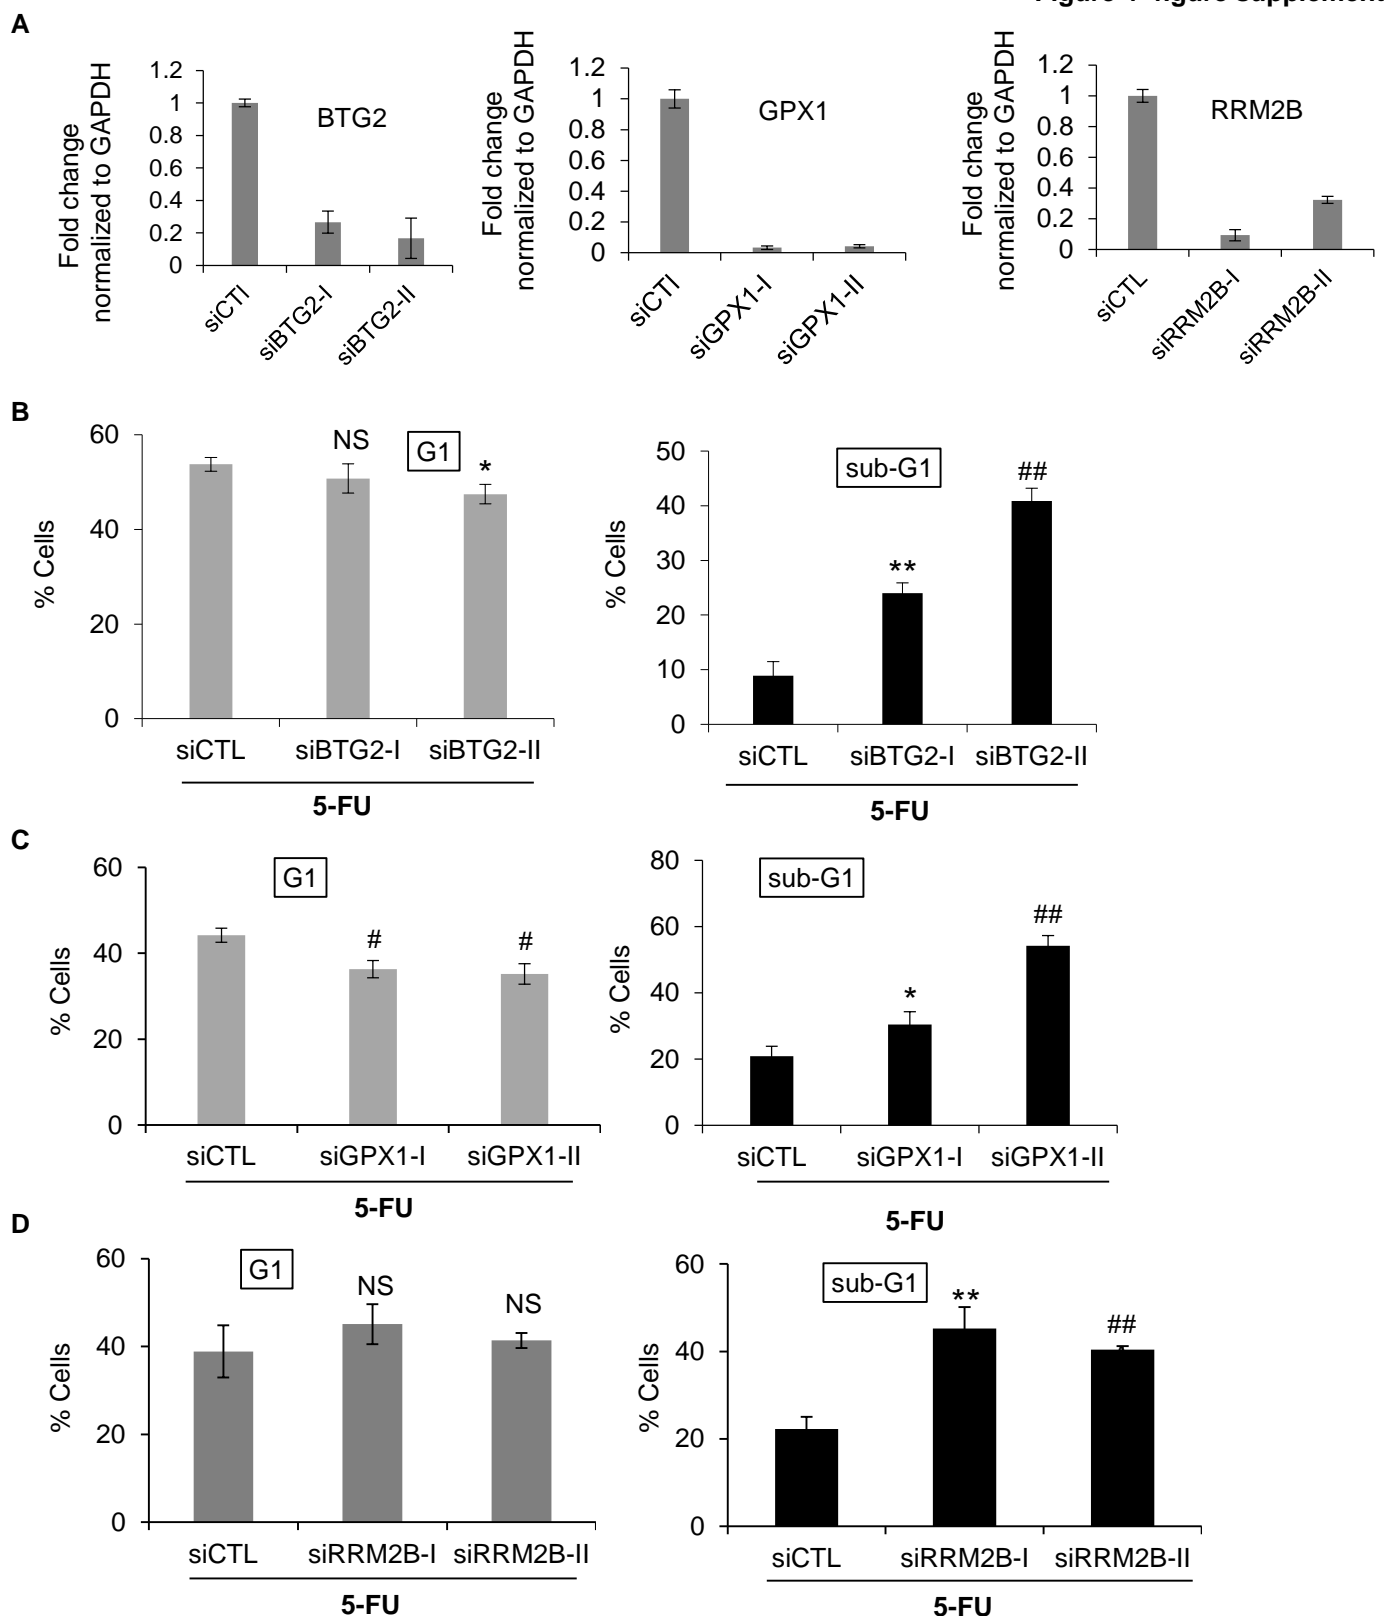 A
Fold change
normalized to GAPDH
1.2
1
0.8
0.6
0.4
0.2
0
BTG2
siCTl
siBTG2-I
siBTG2-II
Fold change
normalized to GAPDH
1.2
1
0.8
0.6
0.4
0.2
0
GPX1
siCTl
siGPX1-I
siGPX1-II
Fold change
normalized to GAPDH
1.2
1
0.8
0.6
0.4
0.2
0
RRM2B
siCTL
siRRM2B-I
siRRM2B-II
B
% Cells
60
40
20
0
NS
G1
*
siCTL siBTG2-I siBTG2-II
5-FU
% Cells
50
40
30
20
10
0
sub-G1
**
##
siCTL siBTG2-I siBTG2-II
5-FU
C
% Cells
60
40
20
0
G1
#
#
siCTL siGPX1-I siGPX1-II
5-FU
% Cells
80
60
40
20
0
sub-G1
*
##
siCTL siGPX1-I siGPX1-II
5-FU
D
% Cells
60
40
20
0
G1
NS
NS
siCTL siRRM2B-I siRRM2B-II
5-FU
% Cells
60
40
20
0
sub-G1
**
##
siCTL siRRM2B-I siRRM2B-II
5-FU